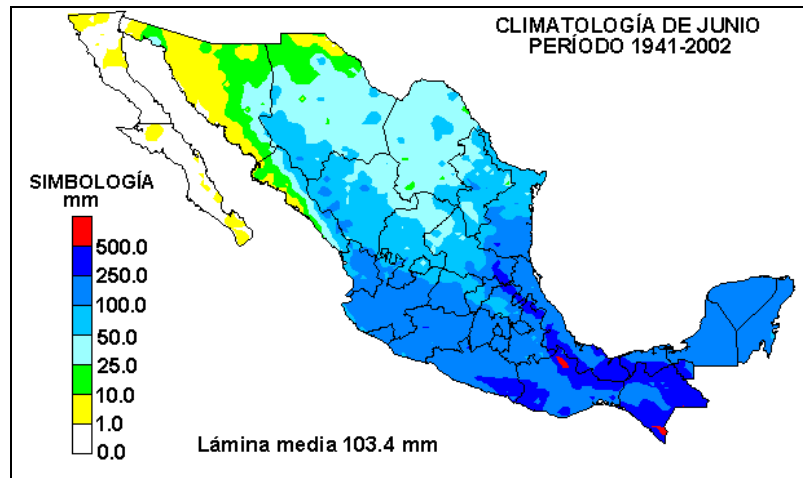 CLIMATOLOGÍA DE JUNIO
PERÍODO 1941-2002
SIMBOLOGÍA
mm
500.0
250.0
100.0
50.0
25.0
10.0
1.0
0.0
Lámina media 103.4 mm